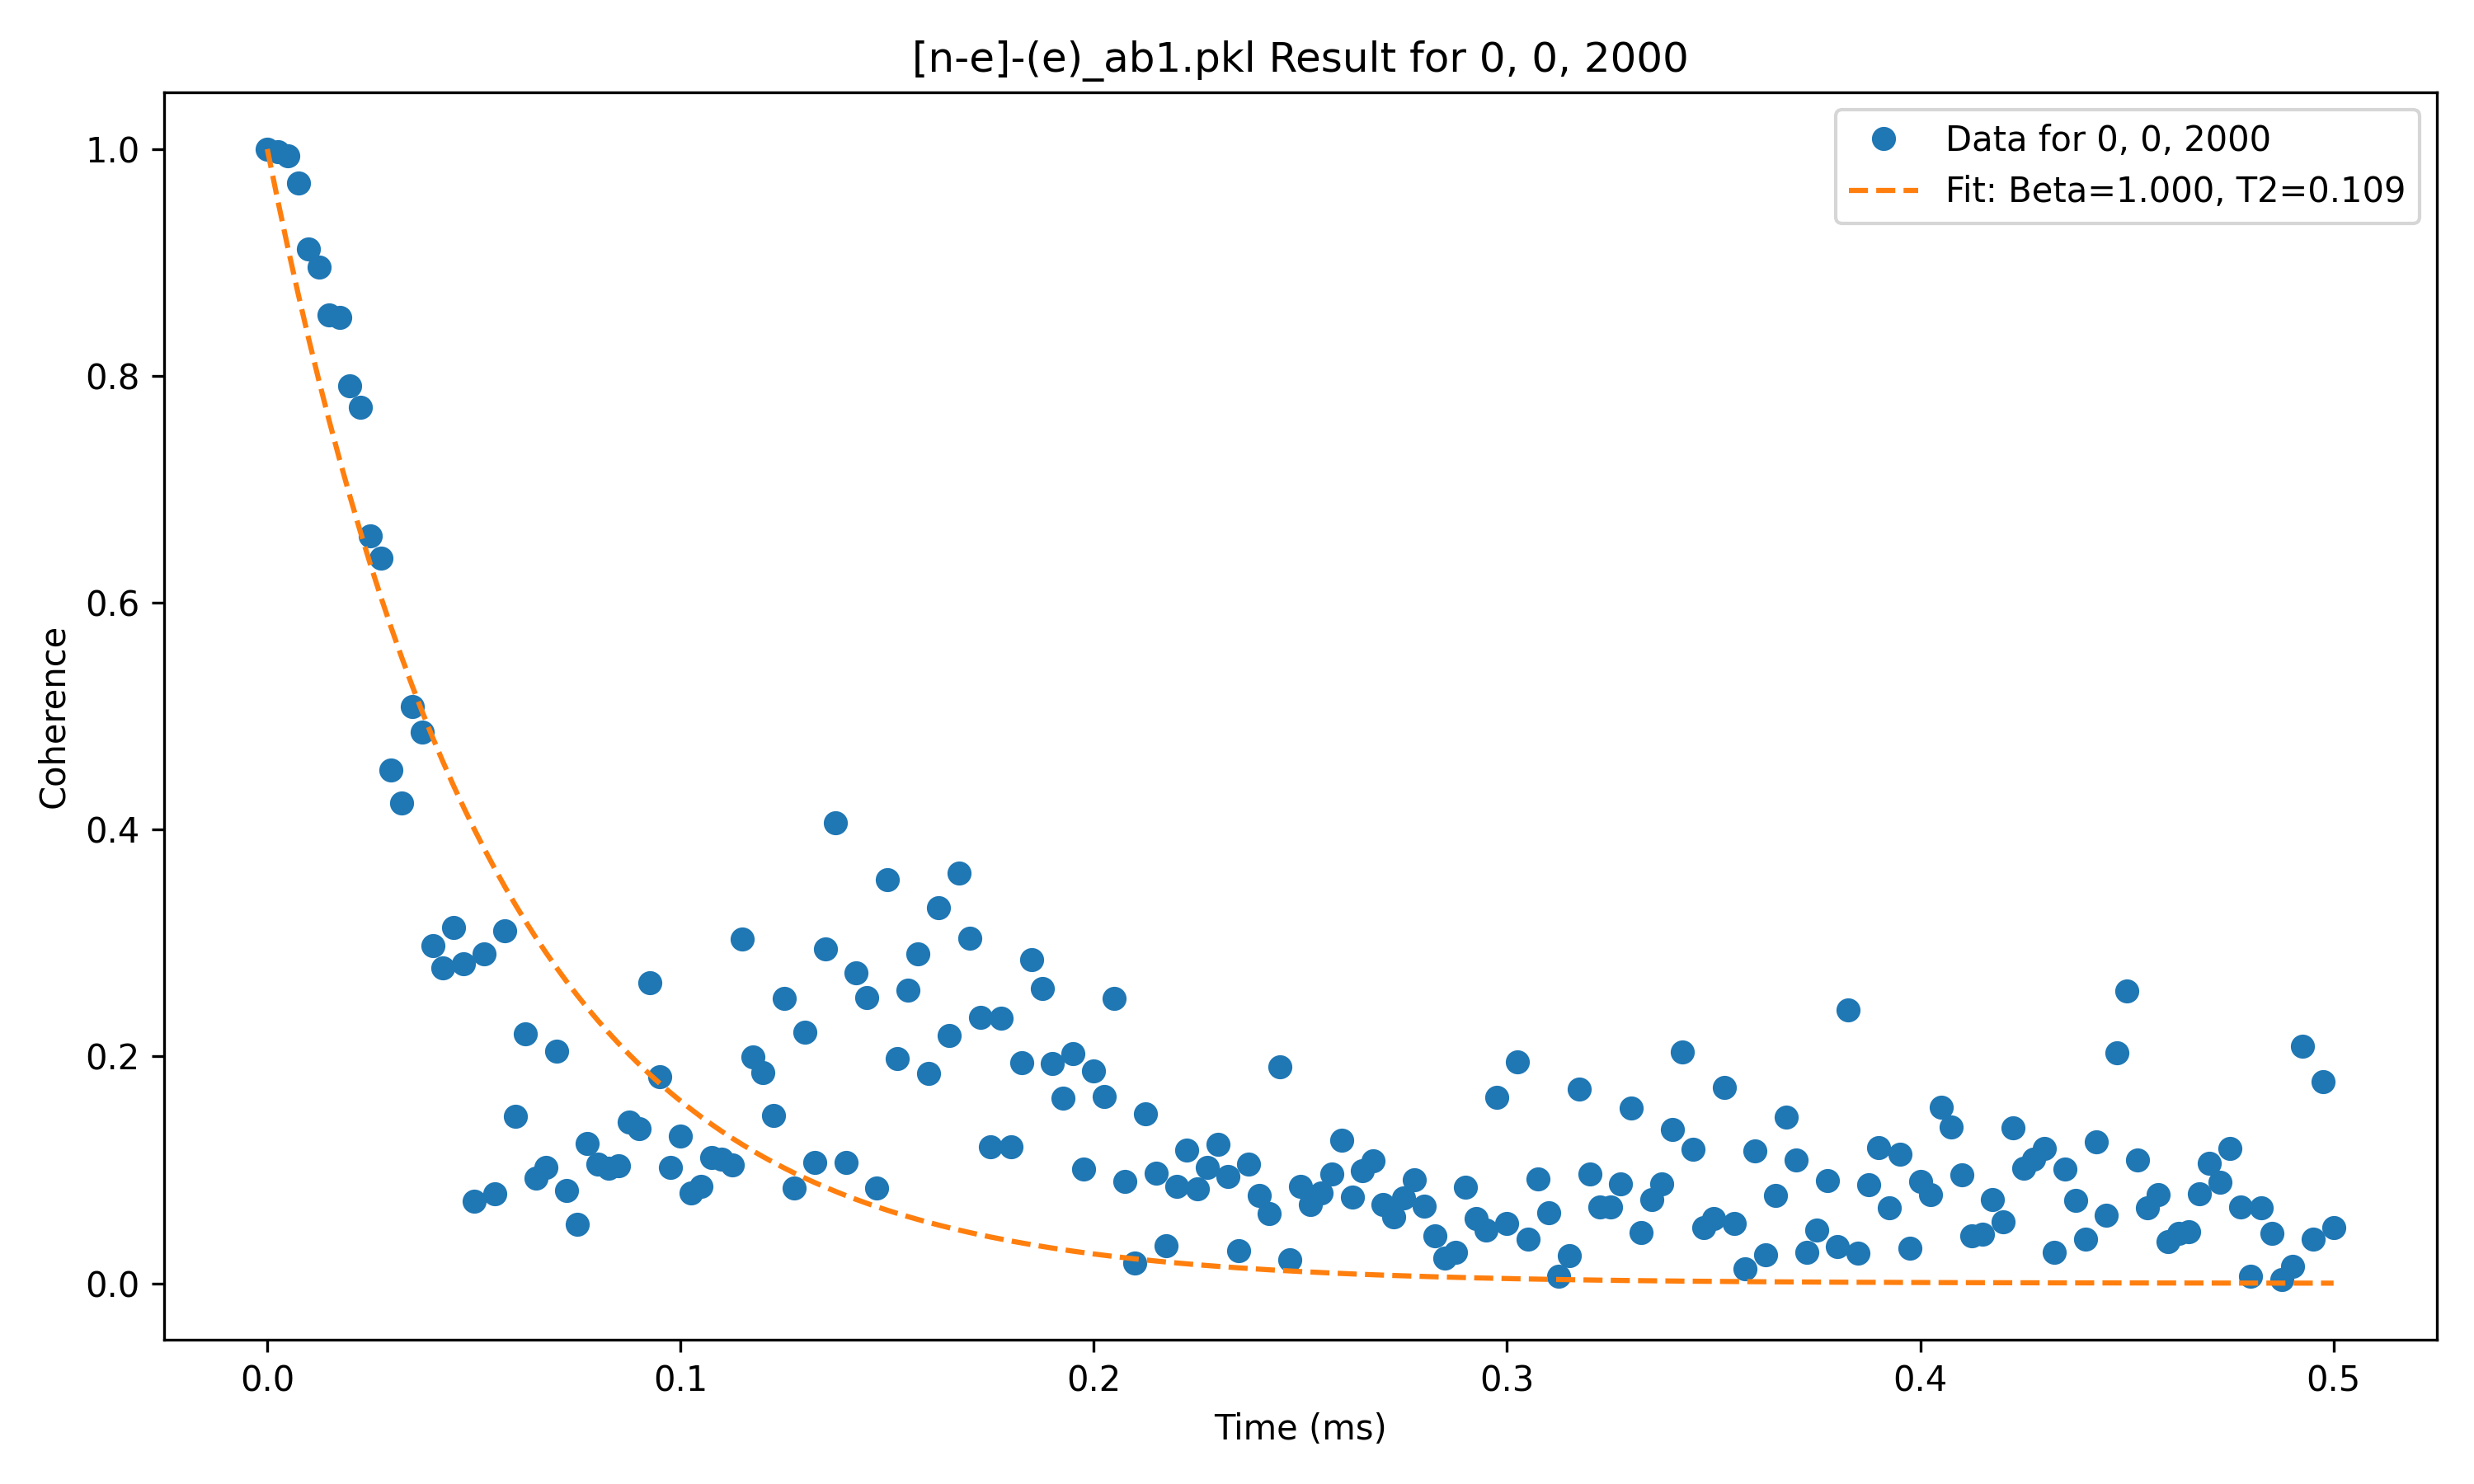 [n-e]-(e)_ab1.pkl Result for 0, 0, 2000
Data for 0, 0, 2000
Fit: Beta=1.000, T2=0.109
Coherence
1.0
0.8
0.6
0.4
0.2
0.0
0.0 0.1 0.2 0.3 0.4 0.5
Time (ms)